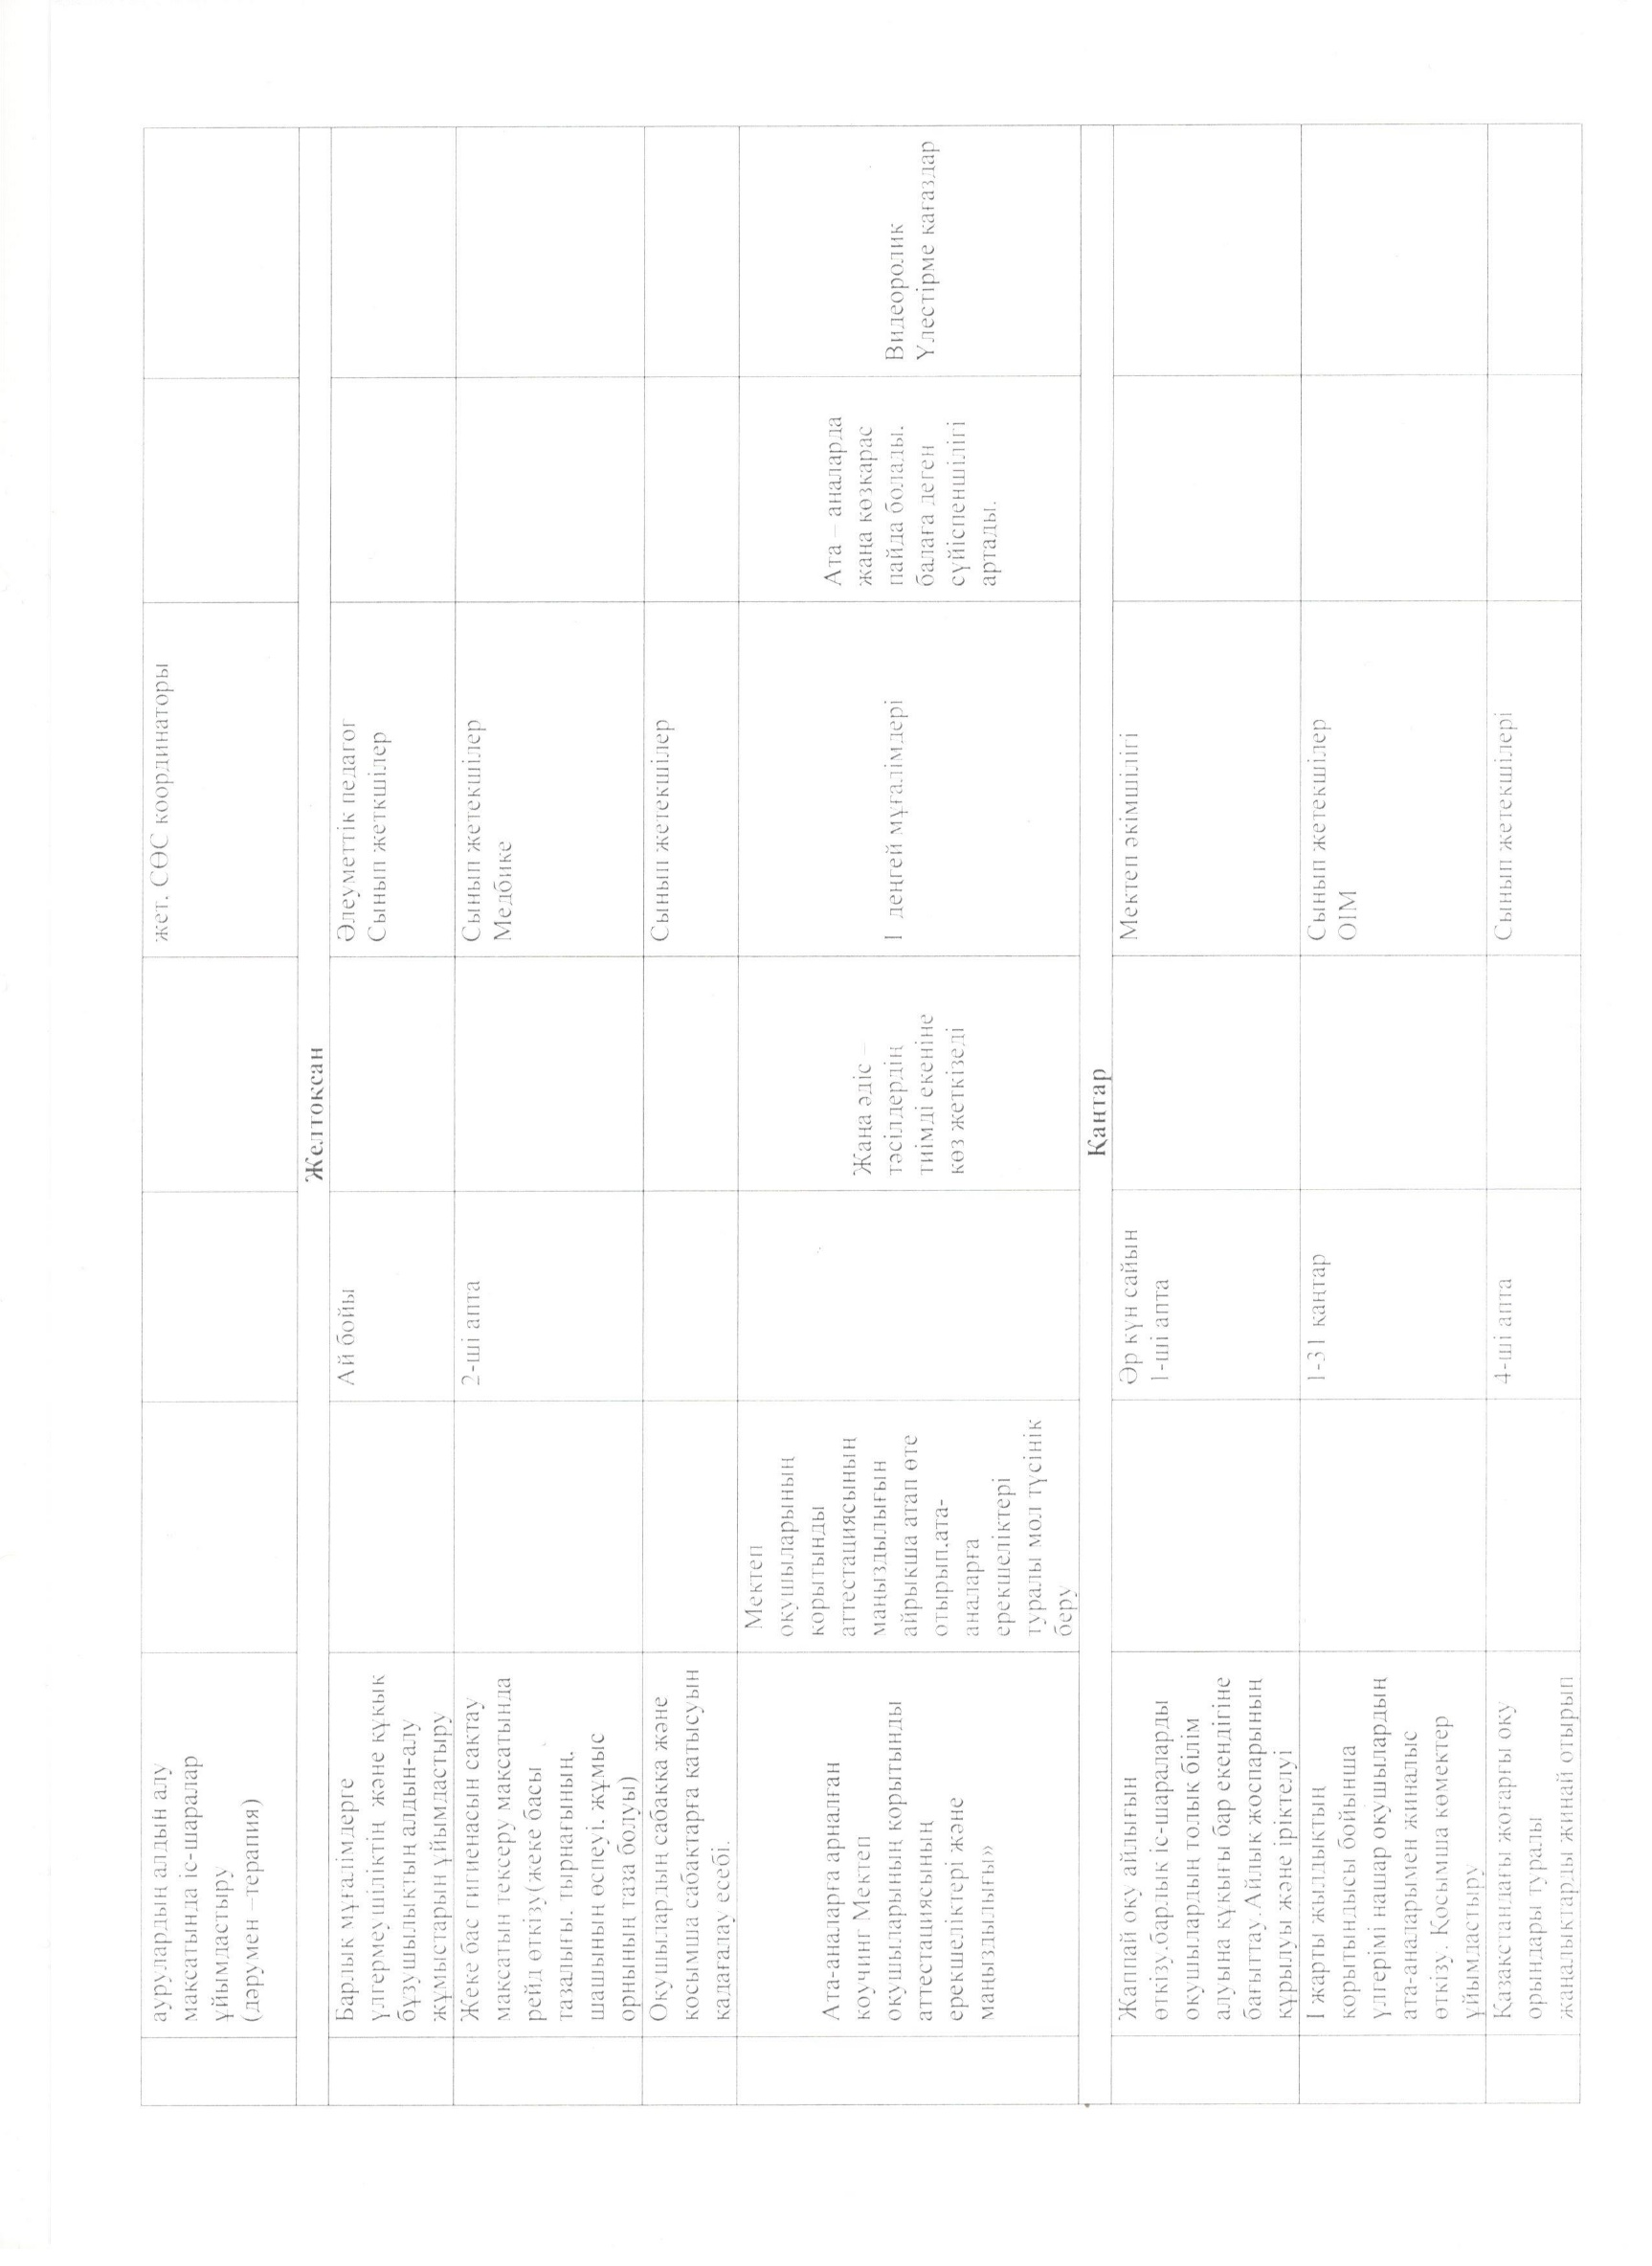 аурулардың алдын алу
мақсатында іс-шаралар
ұйымдастыру
(дәрумен –терапия)
жет. СӨС координаторы
Желтоқсан
Барлық мұғалімдерге
үлгермеушіліктің және құқық
бұзушылықтың алдын-алу
жұмыстарын ұйымдастыру
Ай бойы
Әлеуметтік педагог
Сынып жеткшілер
Жеке бас гигиенасын сақтау
мақсатын тексеру мақсатында
рейд өткізу(жеке басы
тазалығы, тырнағының,
шашының өспеуі, жұмыс
орнының таза болуы)
2-ші апта
Сынып жетекшілер
Медбике
Оқушылардың сабаққа және
қосымша сабақтарға қатысуын
қадағалау есебі.
Сынып жетекшілер
Ата-аналарға арналған
коучинг Мектеп
оқушыларының қорытынды
аттестациясының
ерекшеліктері және
маңыздылығы»
Мектеп
оқушыларының
қорытынды
аттестациясының
маңыздылығын
айрықша атап өте
отырып,ата-
аналарға
ерекшеліктері
туралы мол түсінік
беру
Жаңа әдіс –
тәсілдердің
тиімді екеніне
көз жеткізеді
І деңгей мұғалімдері
Ата – аналарда
жаңа көзқарас
пайда болады,
балаға деген
сүйіспеншілігі
артады.
Видеоролик
Үлестірме қағаздар
Қаңтар
Жаппай оқу айлығын
өткізу,барлық іс-шараларды
оқушылардың толық білім
алуына құқығы бар екендігіне
бағыттау.Айлық жоспарының
құрылуы және іріктелуі
Әр күн сайын
1-ші апта
Мектеп әкімшілігі
І жарты жылдықтың
қорытындысы бойынша
үлгерімі нашар оқушылардың
ата-аналарымен жиналыс
өткізу. Қосымша көмектер
ұйымдастыру
1-31 қаңтар
Сынып жетекшілер
ОІМ
Қазақстандағы жоғарғы оқу
орындары туралы
жаңалықтарды жинай отырып
4-ші апта
Сынып жетекшілері